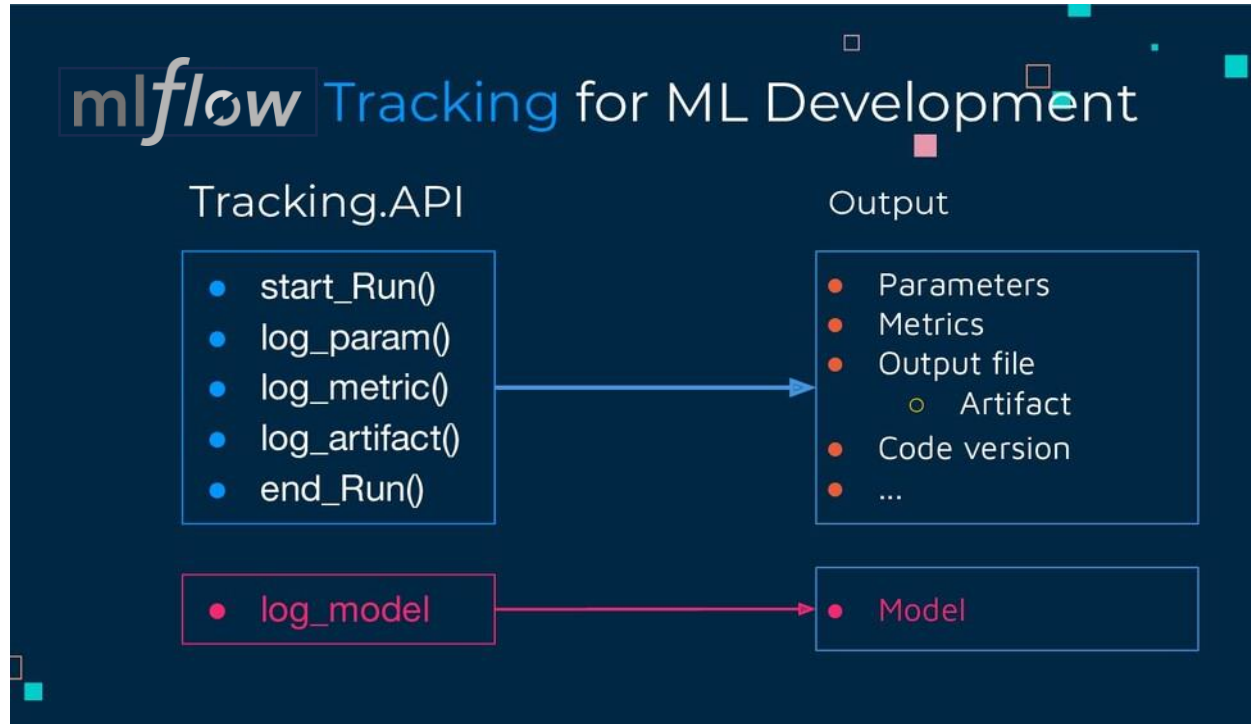 mlflow Tracking for ML Development
Tracking.API
start_Run()
log_param()
log_metric()
log_artifact()
end_Run()
log_model
Output
Parameters
Metrics
Output file
Artifact
Code version
...
Model